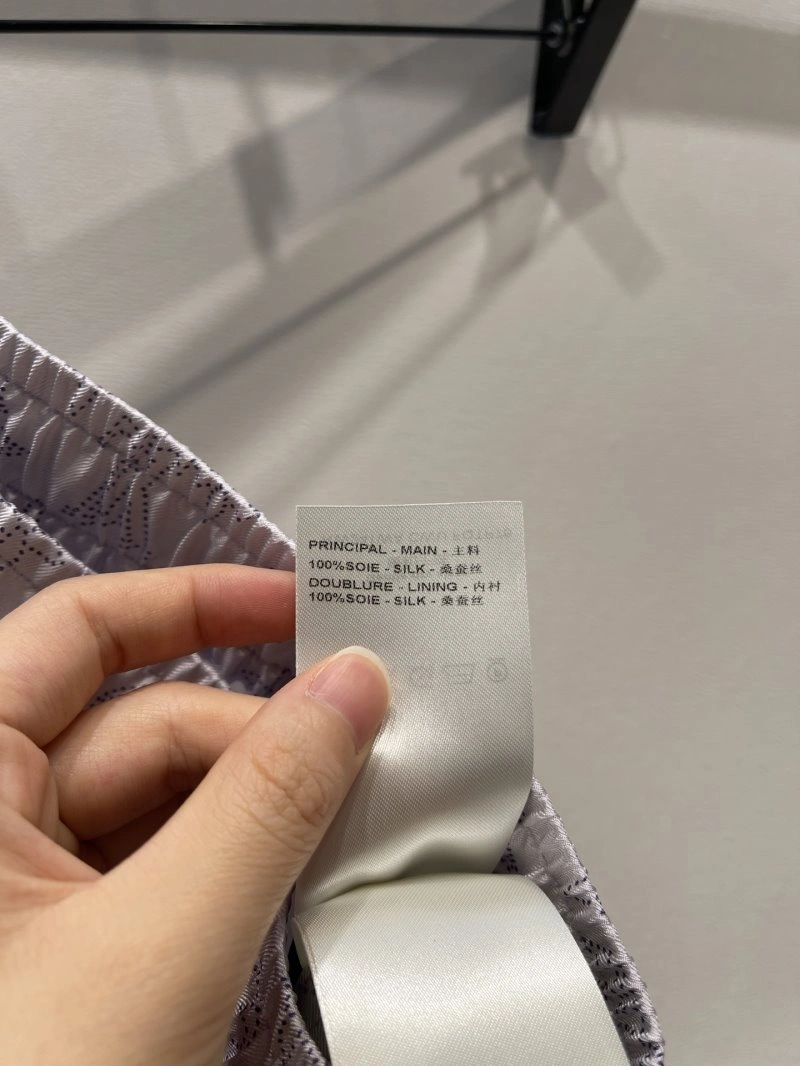 PRINCIPAL - MAIN - 主料
100%SOIE - SILK - 桑蚕丝
DOUBLURE - LINING - 内衬
100%SOIE - SILK - 桑蚕丝